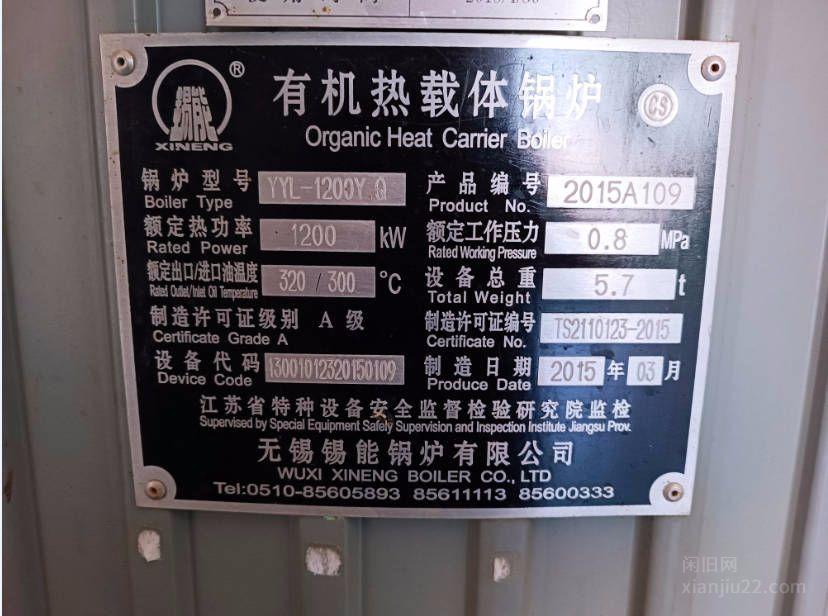 2015/1/30
锡能
XINENG
®
有机热载体锅炉
CS
Organic Heat Carrier Boiler
锅炉型号 YYL-1200Y.Q 产品编号 2015A109
Boiler Type Product No.
额定热功率 1200 kW 额定工作压力 0.8 MPa
Rated Power Rated Working Pressure
额定出口/进口油温度 320/300 °C 设备总重 5.7 t
Rated Outlet/Inlet Oil Temperature Total Weight
制造许可证级别 A 级 制造许可证编号 TS2110123-2015
Certificate Grade A Certificate No.
设备代码 13001012320150109 制造日期 2015 年 03 月
Device Code Produce Date
江苏省特种设备安全监督检验研究院监检
Supervised by Special Equipment Safely Supervision and Inspection Institute Jiangsu Prov.
无锡锡能锅炉有限公司
WUXI XINENG BOILER CO., LTD
Tel:0510-85605893 85611113 85600333
闲旧网
xianjiu22.com